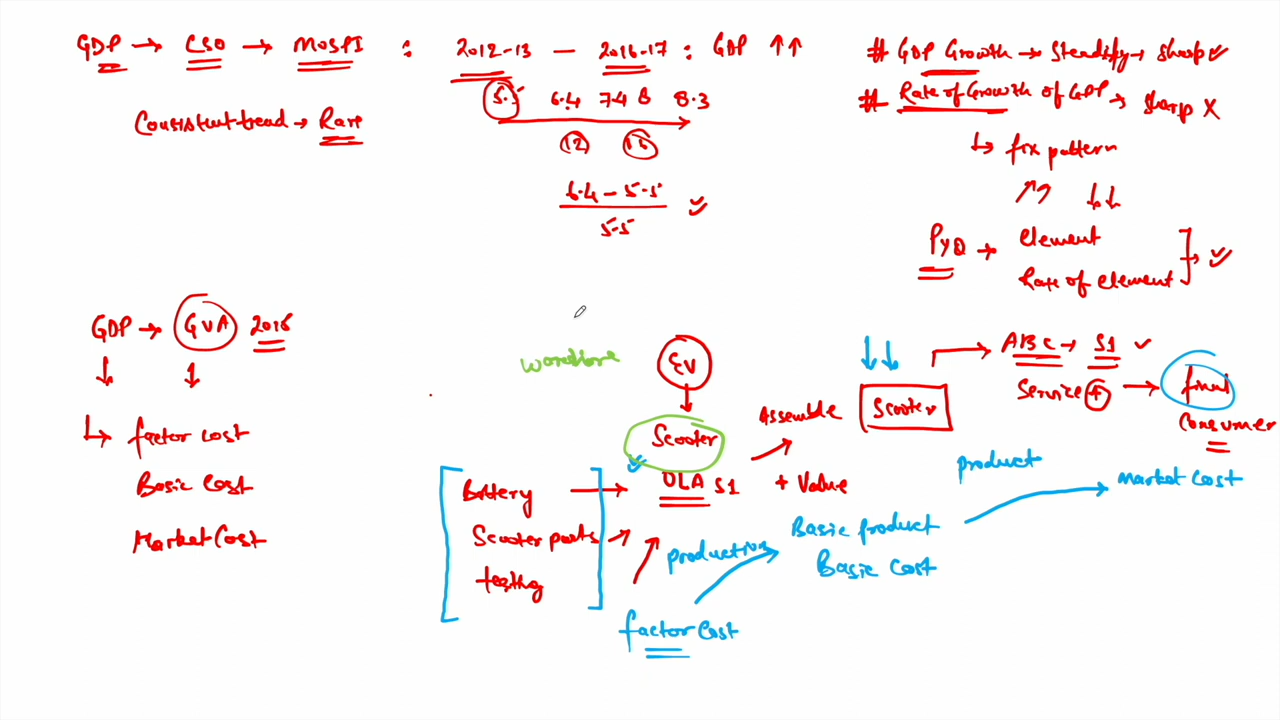 GDP → CSO → MOSPI : 2012-13 — 2016-17 : GDP ↑↑
5.5 6.4 7.4 8 8.3
Consistent trend → Rare
12 15
6.4 - 5.5
5.5
# GDP Growth → Steadily → Sharp ✓
# Rate of Growth of GDP → Sharp X
↳ fix pattern
PYQ → element
Rate of element
GDP → GVA
↳ factor cost
Basic Cost
Market Cost
EV
Scooter
OLA S1
Battery
Scooter parts
testing
Assemble
+ Value
Scooter
ABC → S1 ✓
Service +
final
Consumer
production
factor cost
Basic product
Basic cost
product
Market cost